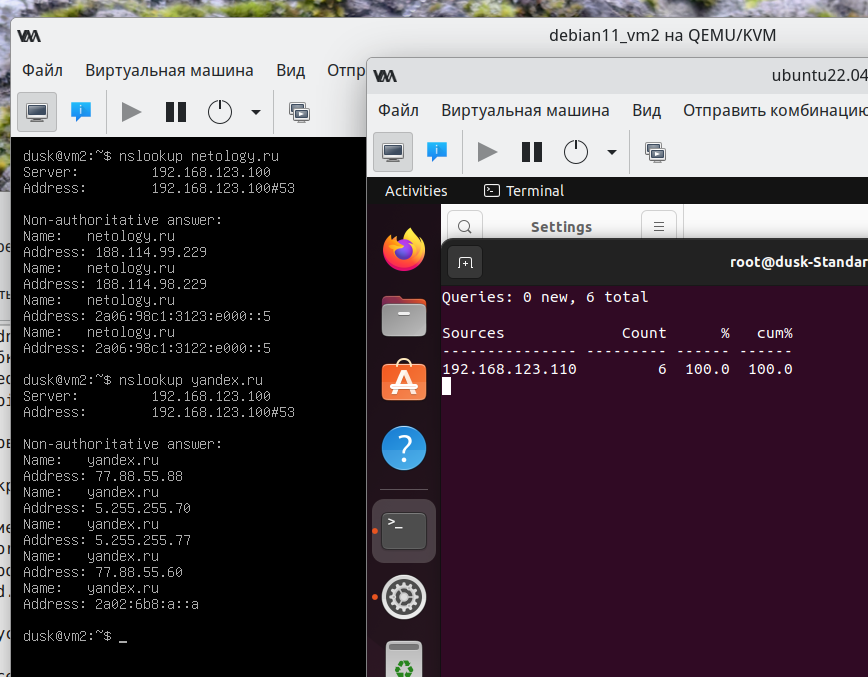 debian11_vm2 на QEMU/KVM
Файл Виртуальная машина Вид Отпр
dusk@vm2:~$ nslookup netology.ru
Server: 192.168.123.100
Address: 192.168.123.100#53
Non-authoritative answer:
Name: netology.ru
Address: 188.114.99.229
Name: netology.ru
Address: 188.114.98.229
Name: netology.ru
Address: 2a06:98c1:3123:e000::5
Name: netology.ru
Address: 2a06:98c1:3122:e000::5
dusk@vm2:~$ nslookup yandex.ru
Server: 192.168.123.100
Address: 192.168.123.100#53
Non-authoritative answer:
Name: yandex.ru
Address: 77.88.55.88
Name: yandex.ru
Address: 5.255.255.70
Name: yandex.ru
Address: 5.255.255.77
Name: yandex.ru
Address: 77.88.55.60
Name: yandex.ru
Address: 2a02:6b8:a::a
dusk@vm2:~$ _
ubuntu22.04
Файл Виртуальная машина Вид Отправить комбинацию
Activities Terminal
Settings
root@dusk-Standar
Queries: 0 new, 6 total
Sources Count % cum%
--------------- --------- ------ ------
192.168.123.110 6 100.0 100.0